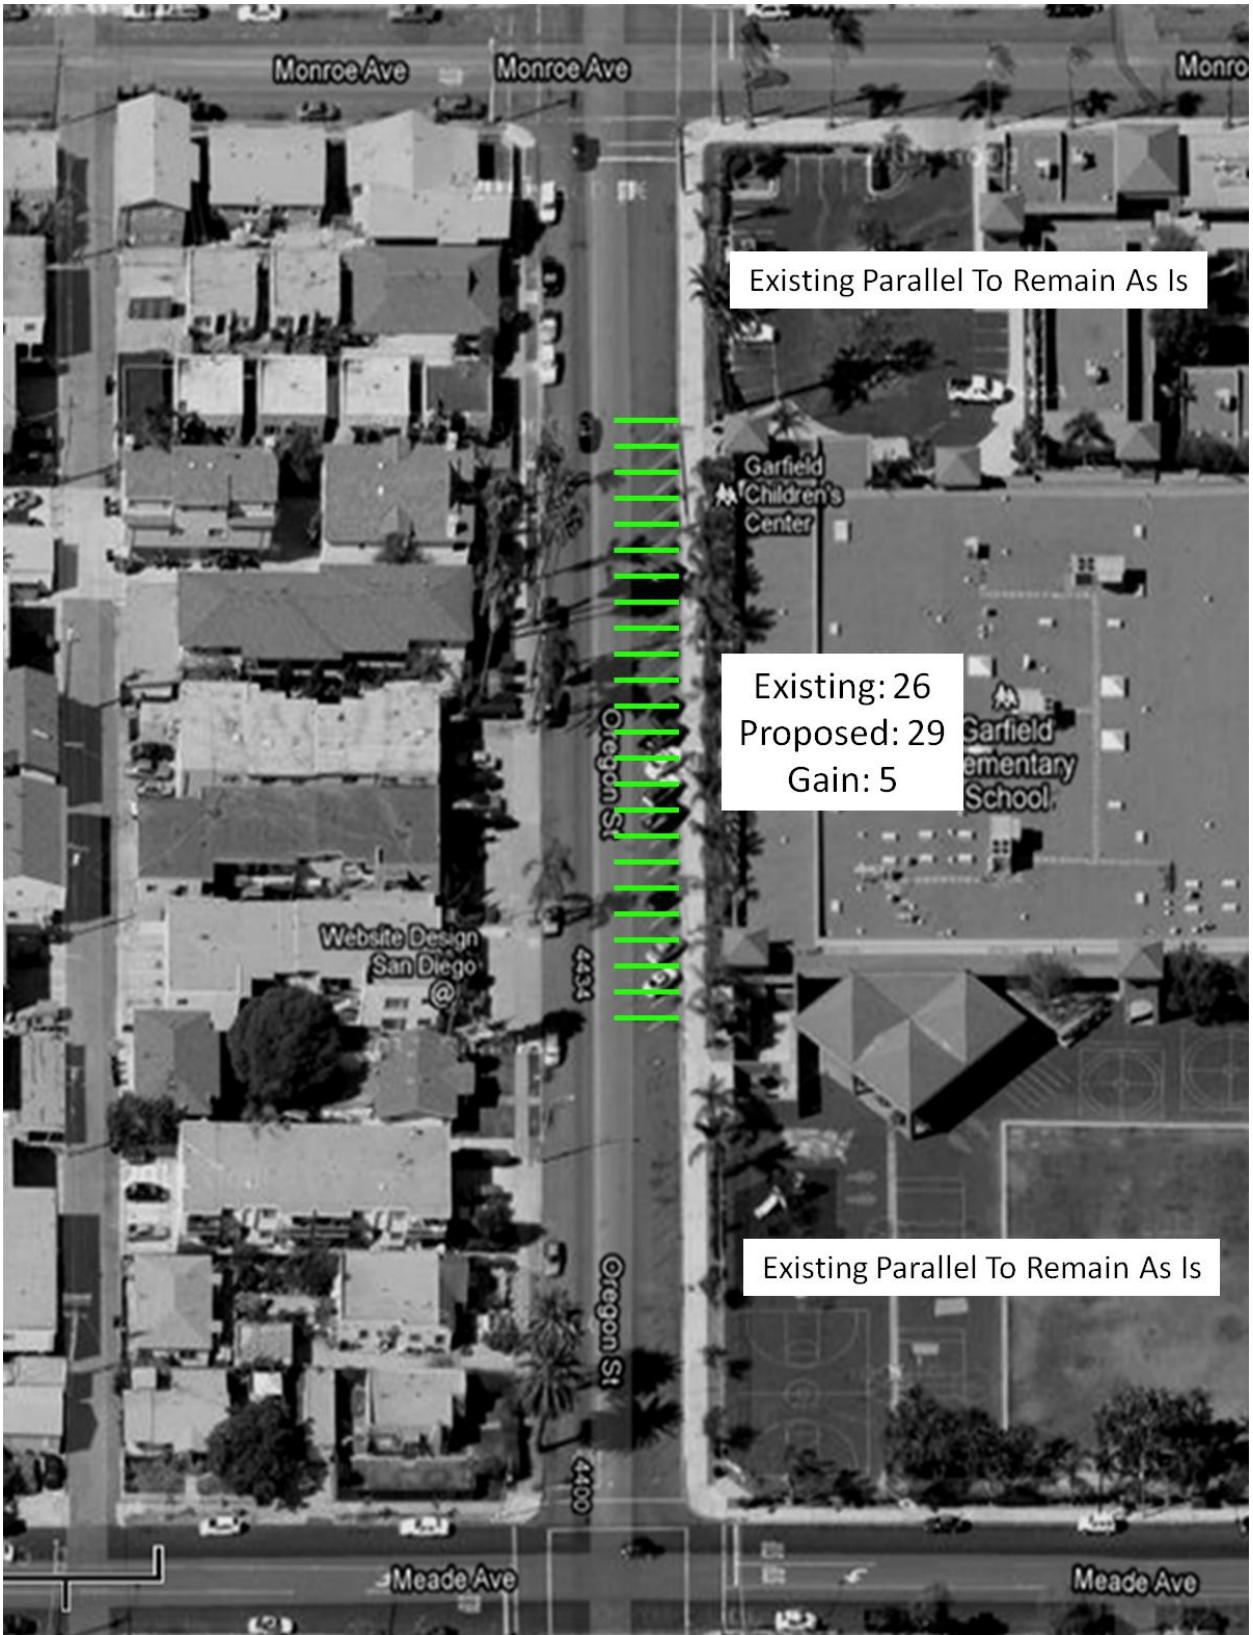 Monroe Ave
Monroe Ave
Monro
Existing Parallel To Remain As Is
Garfield
Children's
Center
Existing: 26
Proposed: 29
Gain: 5
Garfield
ementary
School
Oregon St
Website Design
San Diego
@
4434
Existing Parallel To Remain As Is
Oregon St
4400
Meade Ave
Meade Ave